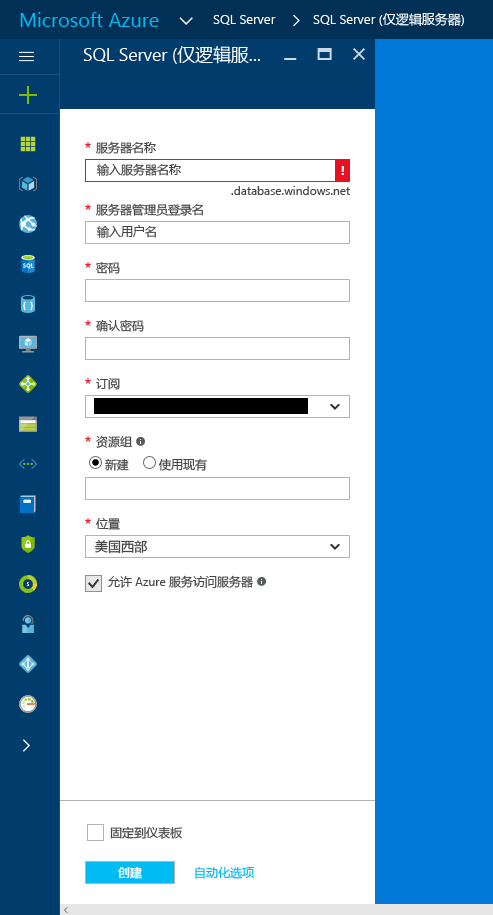 Microsoft Azure SQL Server SQL Server (仅逻辑服务器)
SQL Server (仅逻辑服...
* 服务器名称
输入服务器名称 !
.database.windows.net
* 服务器管理员登录名
输入用户名
* 密码
* 确认密码
* 订阅
* 资源组
新建 使用现有
* 位置
美国西部
允许 Azure 服务访问服务器
固定到仪表板
创建 自动化选项